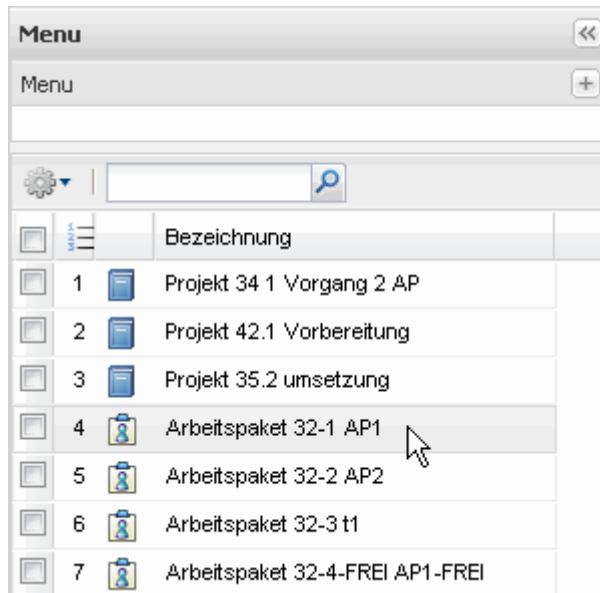 Menu
Menu
Bezeichnung
1 Projekt 34 1 Vorgang 2 AP
2 Projekt 42.1 Vorbereitung
3 Projekt 35.2 umsetzung
4 Arbeitspaket 32-1 AP1
5 Arbeitspaket 32-2 AP2
6 Arbeitspaket 32-3 t1
7 Arbeitspaket 32-4-FREI AP1-FREI